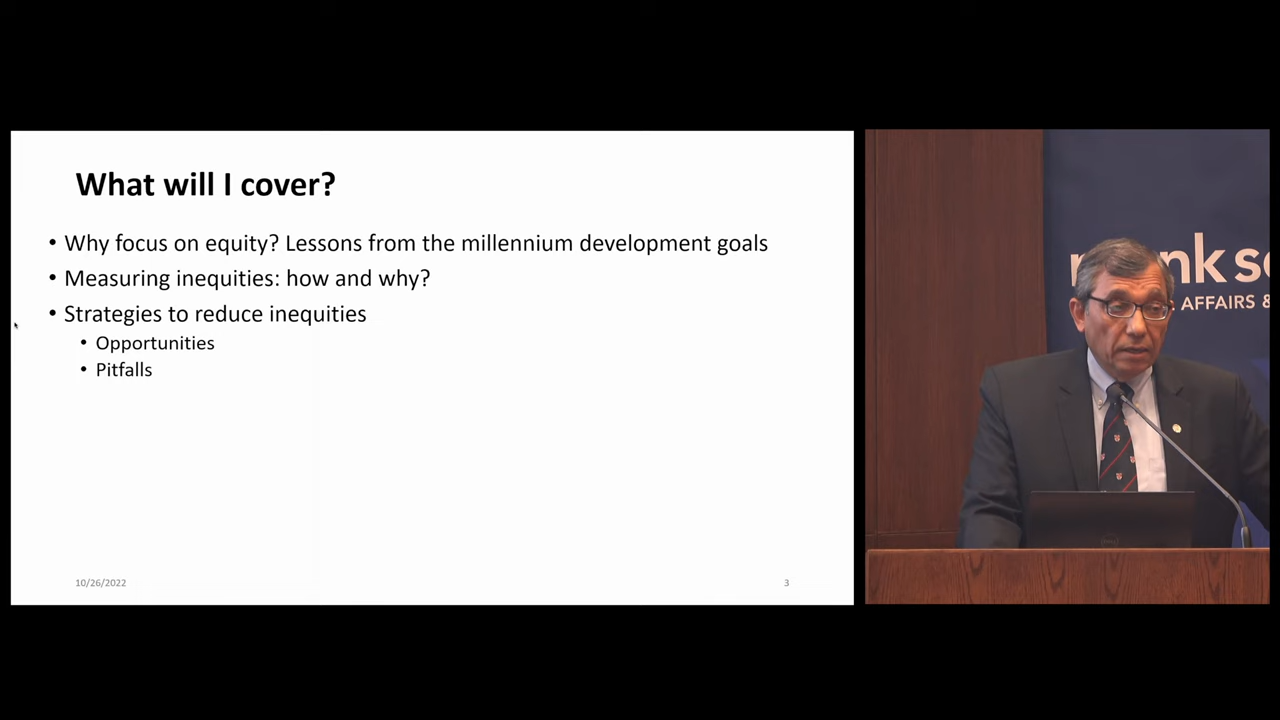 What will I cover?
• Why focus on equity? Lessons from the millennium development goals
• Measuring inequities: how and why?
• Strategies to reduce inequities
• Opportunities
• Pitfalls
10/26/2022
3
AFFAIRS &
DELL